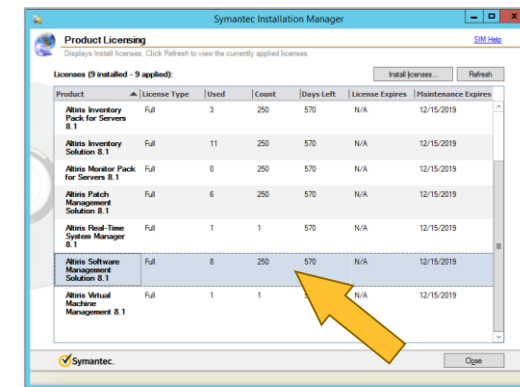 Symantec Installation Manager
Product Licensing
SIM Help
Displays Install licenses. Click Refresh to view the currently applied licenses.
Licenses (9 installed - 9 applied):
Install licenses...
Refresh
Product License Type Used Count Days Left License Expires Maintenance Expires
Altiris Inventory Full 3 250 570 N/A 12/15/2019
Pack for Servers
8.1
Altiris Inventory Full 11 250 570 N/A 12/15/2019
Solution 8.1
Altiris Monitor Pack Full 0 250 570 N/A 12/15/2019
for Servers 8.1
Altiris Patch Full 6 250 570 N/A 12/15/2019
Management
Solution 8.1
Altiris Real-Time Full 1 1 570 N/A 12/15/2019
System Manager
8.1
Altiris Software Full 8 250 570 N/A 12/15/2019
Management
Solution 8.1
Altiris Virtual Full 1 1 N/A 12/15/2019
Machine
Management 8.1
Symantec.
Close